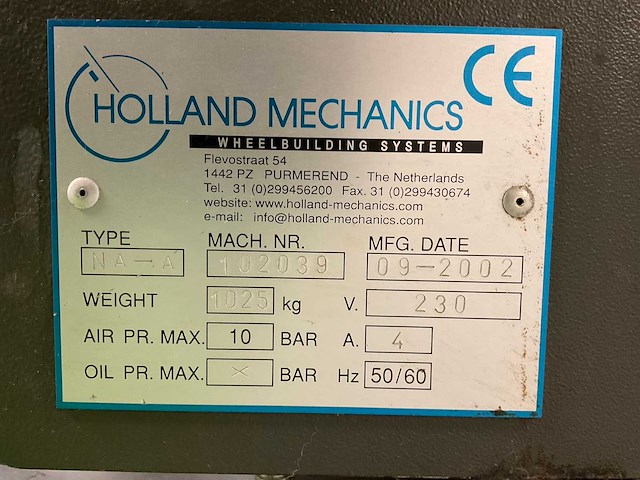 CE
HOLLAND MECHANICS
WHEELBUILDING SYSTEMS
Flevostraat 54
1442 PZ PURMEREND - The Netherlands
Tel. 31 (0)299456200 Fax. 31 (0)299430674
website: www.holland-mechanics.com
e-mail: info@holland-mechanics.com
TYPE MACH. NR. MFG. DATE
NA-A 102039 09-2002
WEIGHT 1025 kg V. 230
AIR PR. MAX. 10 BAR A. 4
OIL PR. MAX. X BAR Hz 50/60